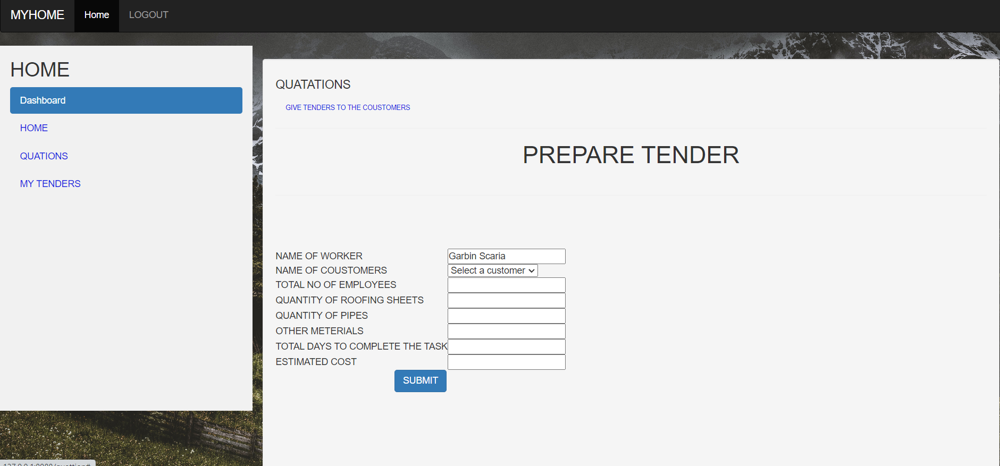 MYHOME Home LOGOUT
HOME
Dashboard
HOME
QUATIONS
MY TENDERS
QUATATIONS
GIVE TENDERS TO THE COUSTOMERS
PREPARE TENDER
NAME OF WORKER Garbin Scaria
NAME OF COUSTOMERS Select a customer
TOTAL NO OF EMPLOYEES
QUANTITY OF ROOFING SHEETS
QUANTITY OF PIPES
OTHER METERIALS
TOTAL DAYS TO COMPLETE THE TASK
ESTIMATED COST
SUBMIT